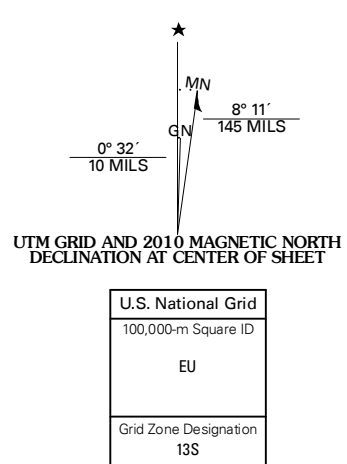 ★
MN
8° 11´
145 MILS
GN
0° 32´
10 MILS
UTM GRID AND 2010 MAGNETIC NORTH
DECLINATION AT CENTER OF SHEET
U.S. National Grid
100,000-m Square ID
EU
Grid Zone Designation
13S